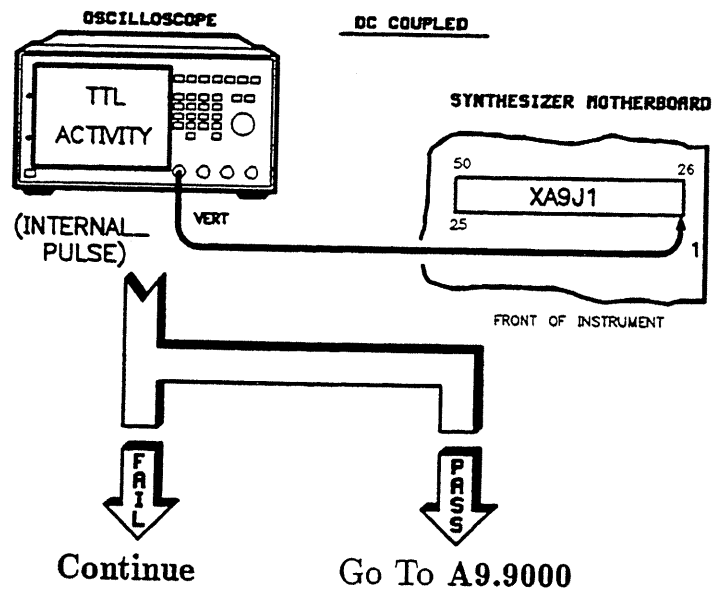 OSCILLOSCOPE
DC COUPLED
TTL
ACTIVITY
SYNTHESIZER MOTHERBOARD
50
26
XA9J1
25
1
VERT
(INTERNAL_
PULSE)
FRONT OF INSTRUMENT
FAIL
PASS
Continue
Go To A9.9000